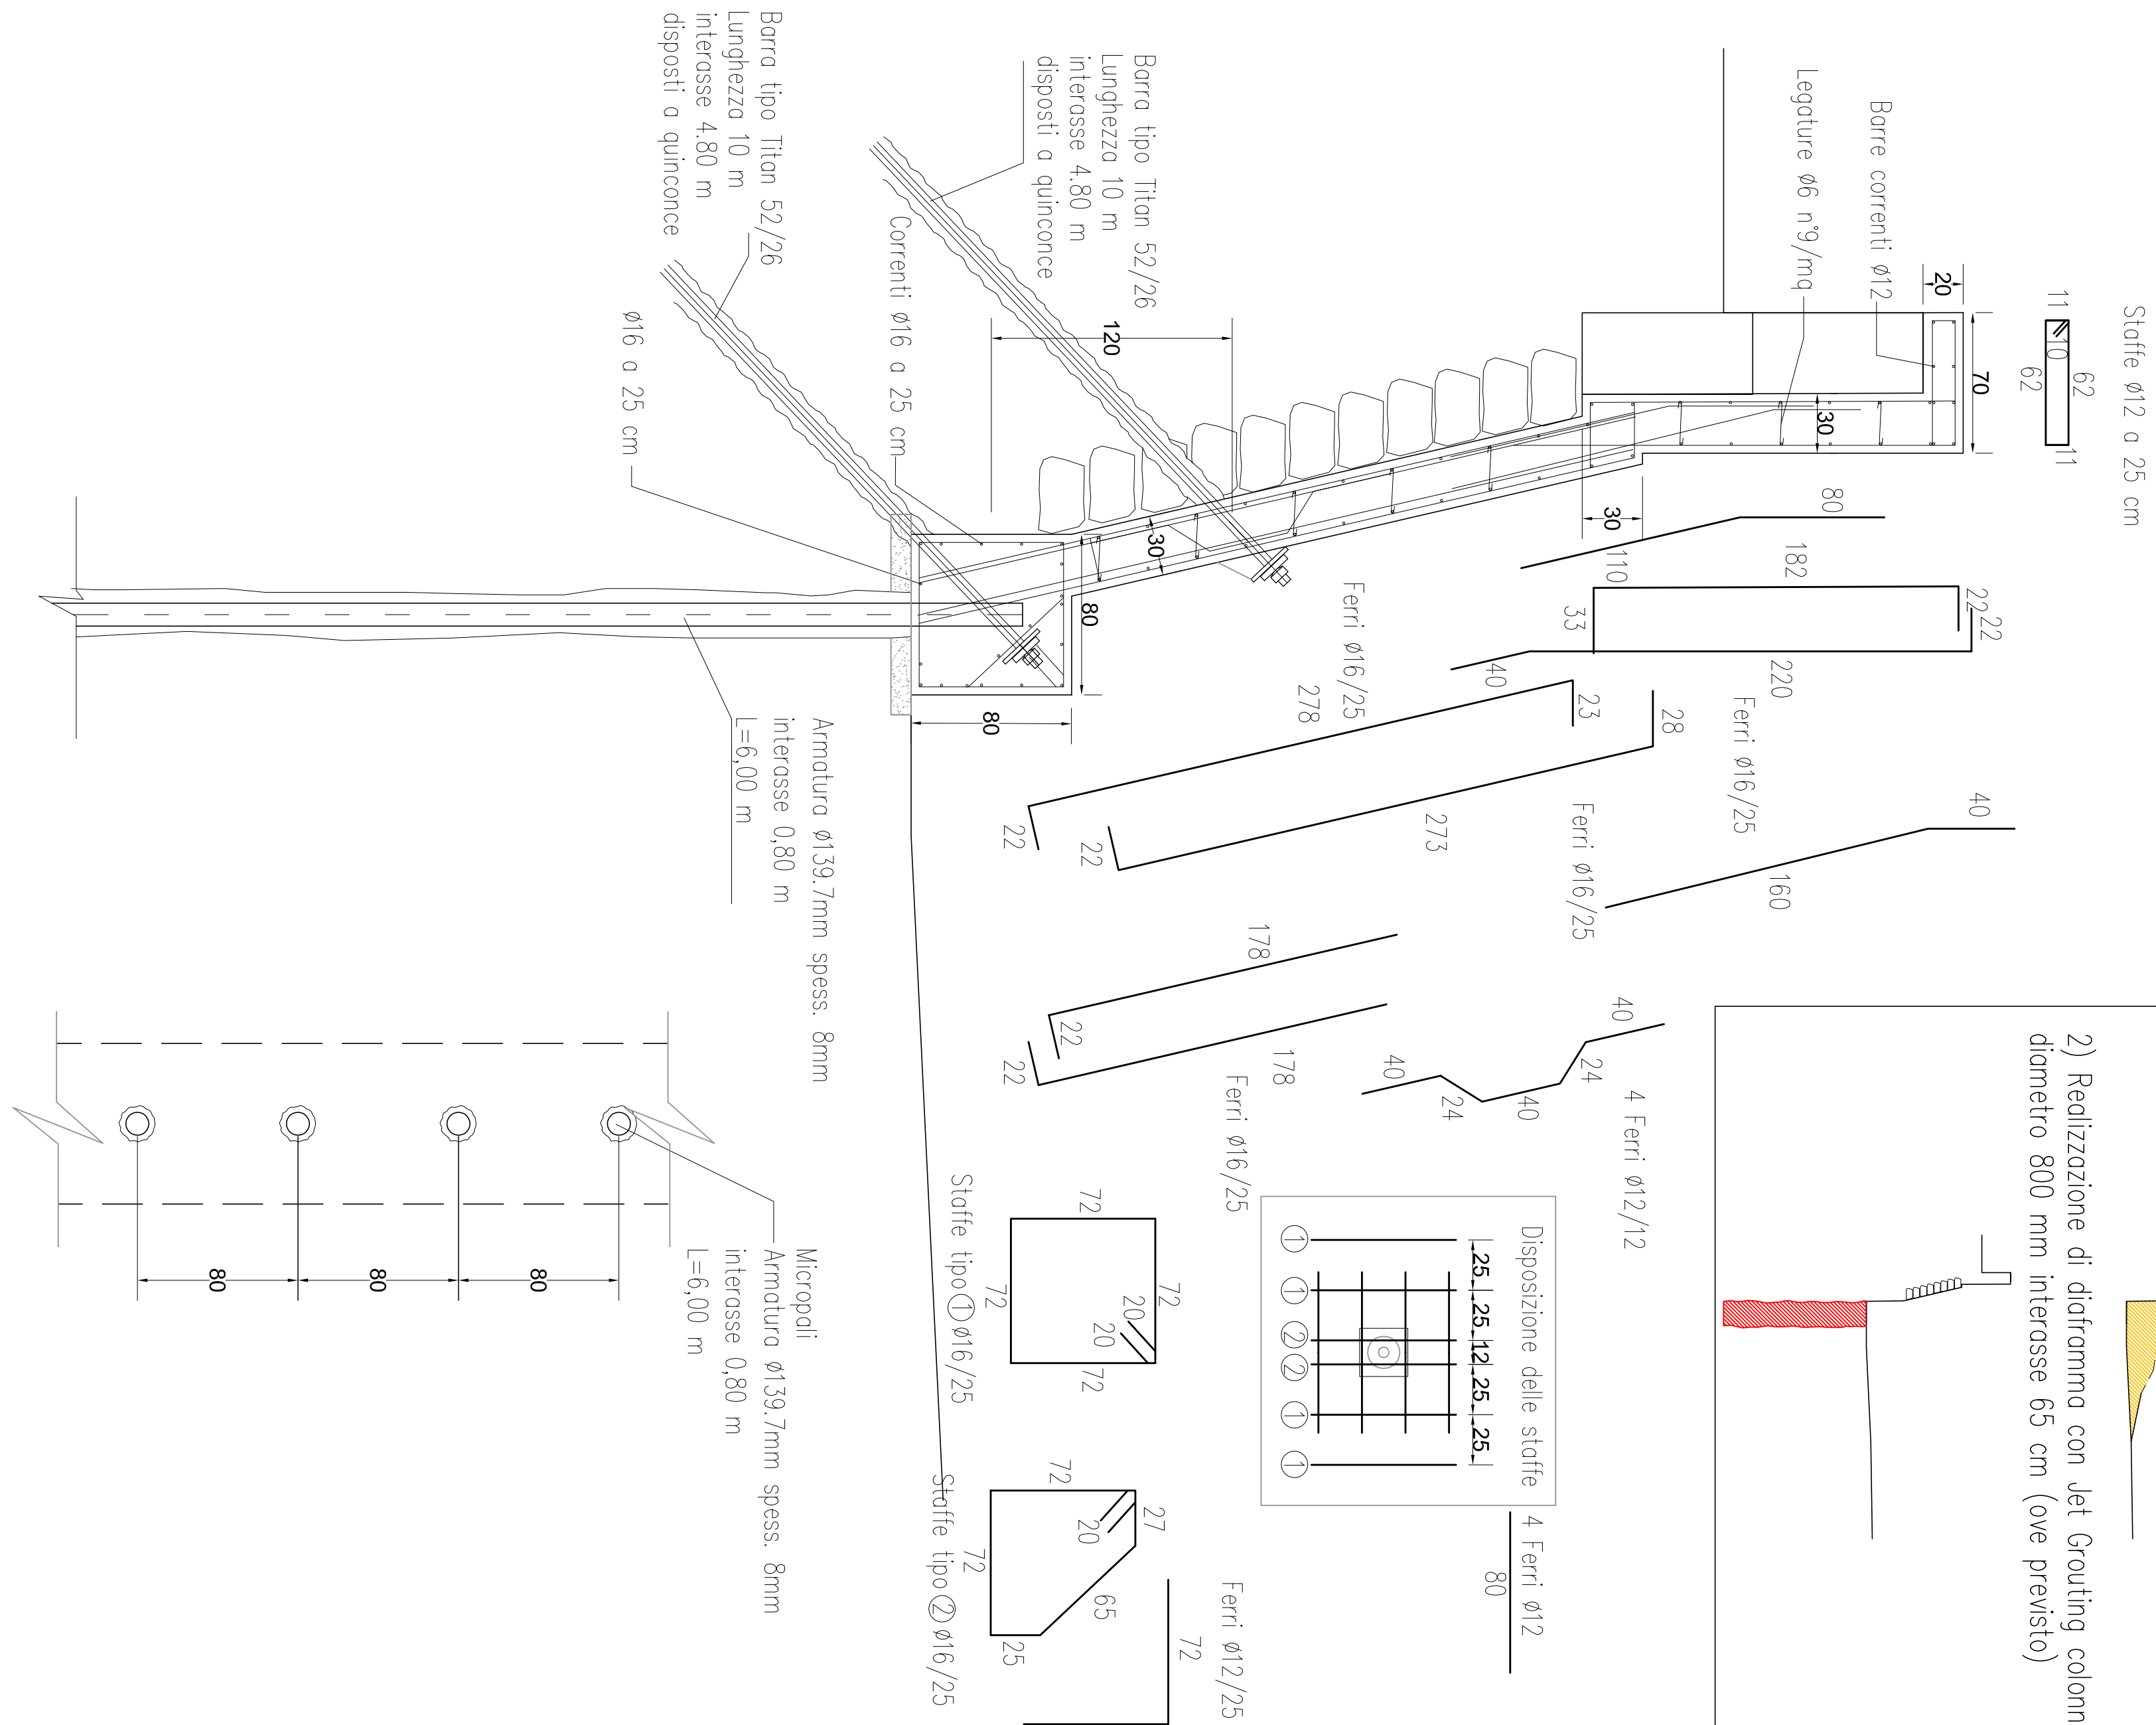 Staffe Ø12 a 25 cm
62
11
10
11
62
20
70
Barre correnti Ø12
Legature Ø6 n°9/mq
30
30
80
110
182
22
22
33
220
40
Ferri Ø16/25
Barra tipo Titan 52/26
Lunghezza 10 m
interasse 4.80 m
disposti a quinconce
120
Correnti Ø16 a 25 cm
Barra tipo Titan 52/26
Lunghezza 10 m
interasse 4.80 m
disposti a quinconce
Ø16 a 25 cm
30
80
80
Ferri Ø16/25
278
23
22
28
273
22
Ferri Ø16/25
40
160
178
22
178
22
Ferri Ø16/25
40
24
40
24
40
4 Ferri Ø12/12
Armatura Ø139.7mm spess. 8mm
interasse 0,80 m
L=6,00 m
2) Realizzazione di diaframma con Jet Grouting colonn
diametro 800 mm interasse 65 cm (ove previsto)
Disposizione delle staffe
25
25
12
25
25
1
1
2
2
1
1
4 Ferri Ø12
80
72
72
20
20
72
72
Staffe tipo 1 Ø16/25
72
27
20
65
72
25
Staffe tipo 2 Ø16/25
Ferri Ø12/25
72
Micropali
Armatura Ø139.7mm spess. 8mm
interasse 0,80 m
L=6,00 m
80
80
80